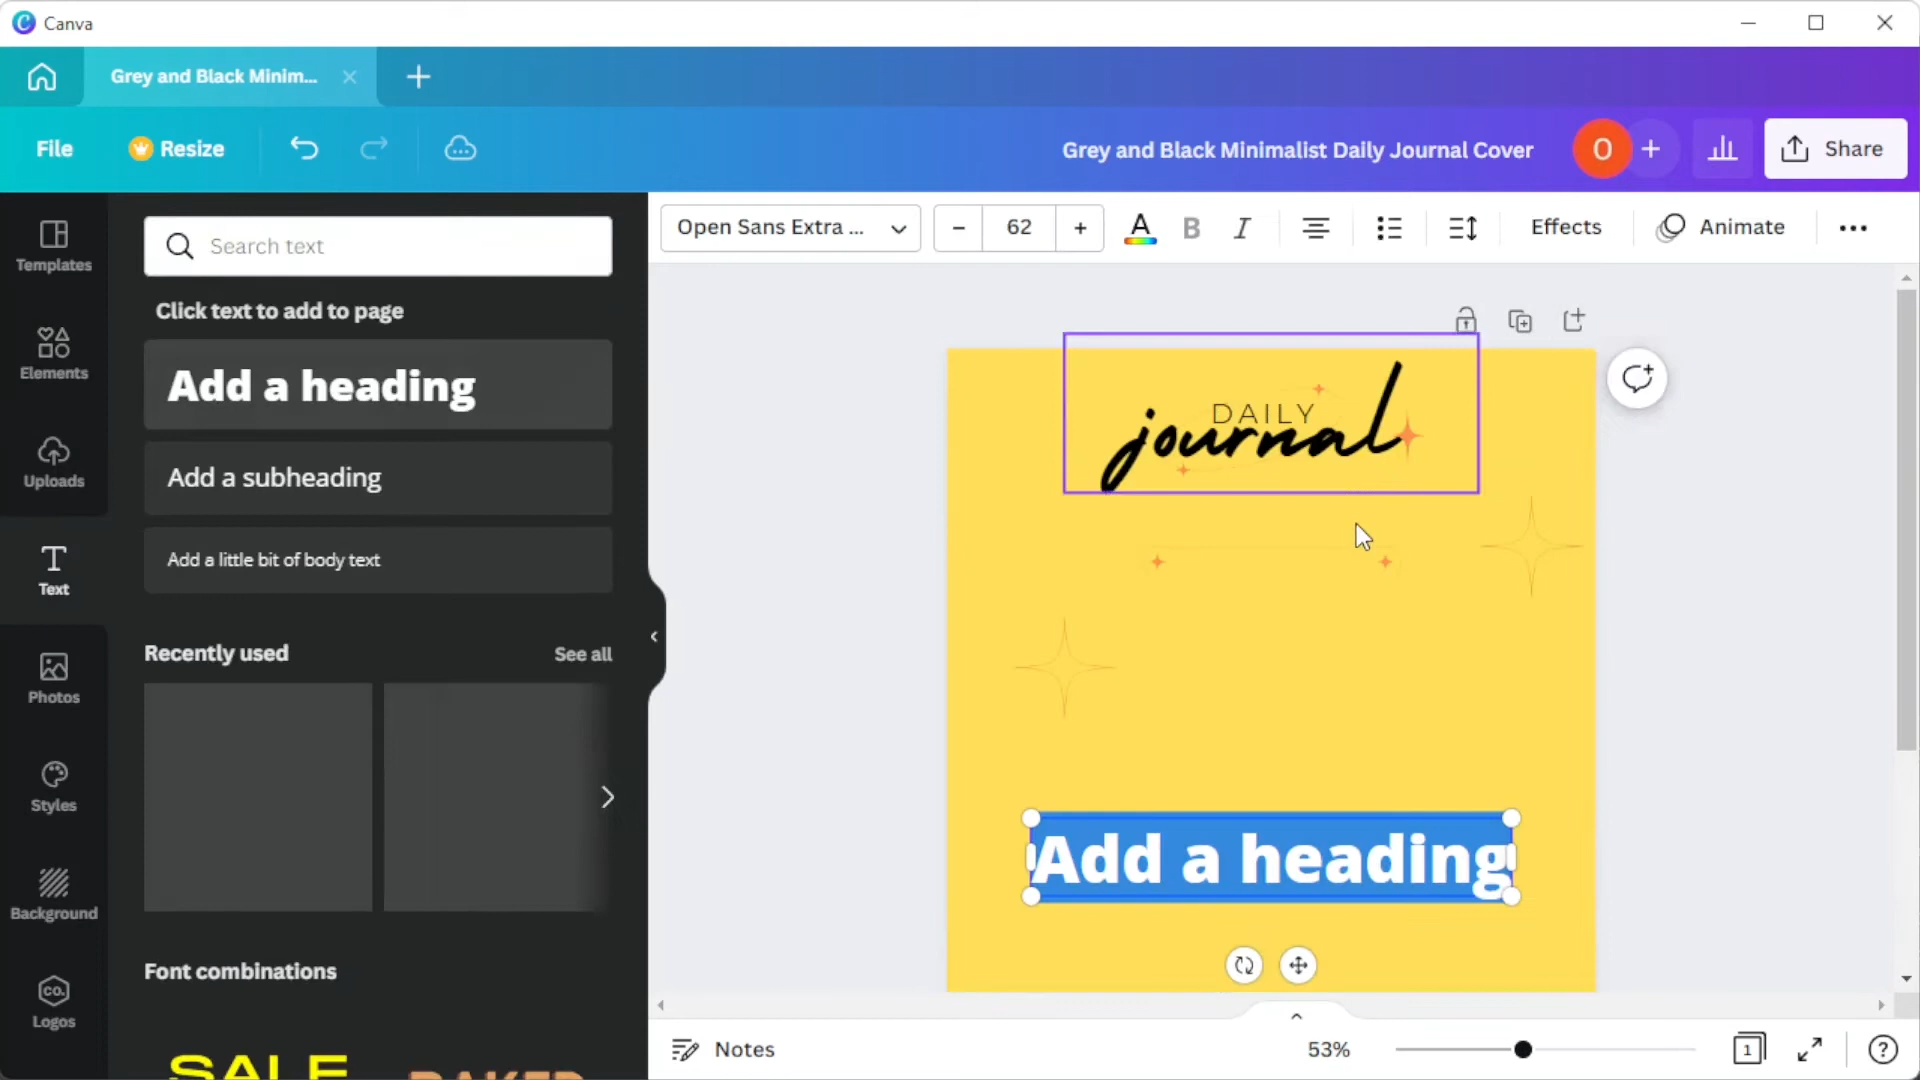 Canva
Grey and Black Minim...
File
Resize
Grey and Black Minimalist Daily Journal Cover
O
Share
Templates
Elements
Uploads
Text
Photos
Styles
Background
CO.
Logos
Search text
Click text to add to page
Add a heading
Add a subheading
Add a little bit of body text
Recently used
See all
Font combinations
SALE
BAKED
Open Sans Extra ...
62
A
B
I
Effects
Animate
DAILY
journal
Add a heading
Notes
53%
1
?